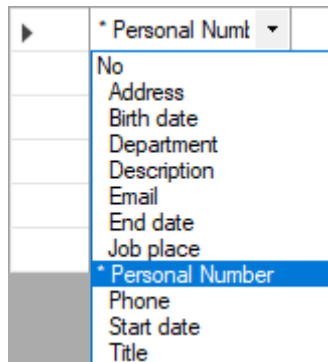 * Personal Numb
No
Address
Birth date
Department
Description
Email
End date
Job place
* Personal Number
Phone
Start date
Title